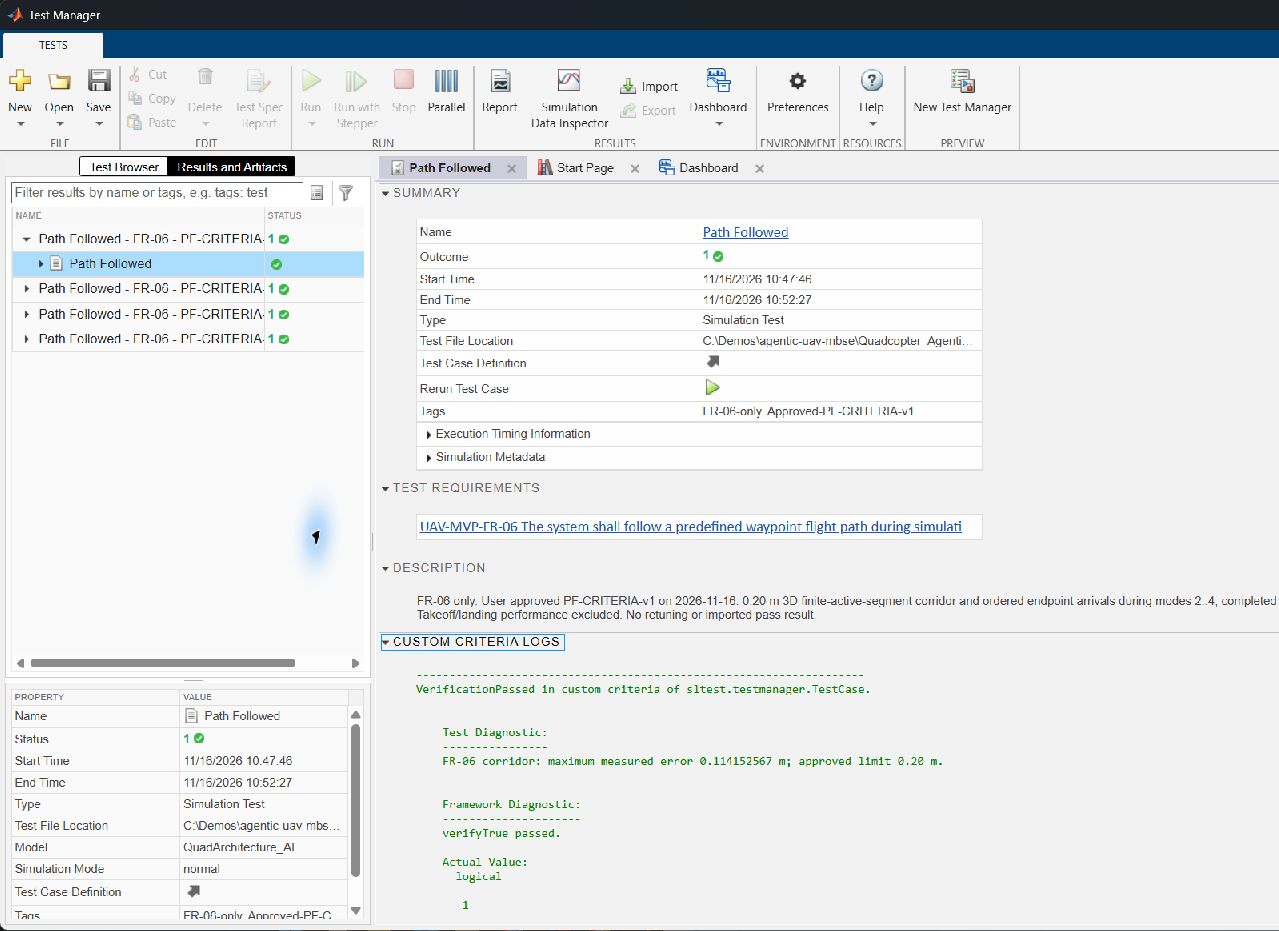 Test Manager
TESTS
New Open Save
FILE
Cut
Copy
Paste
Delete
Test Spec Report
EDIT
Run
Run with Stepper
Stop
Parallel
RUN
Report
Simulation Data Inspector
Import
Export
Dashboard
RESULTS
Preferences
ENVIRONMENT
Help
RESOURCES
New Test Manager
PREVIEW
Test Browser Results and Artifacts
Filter results by name or tags, e.g. tags: test
NAME STATUS
Path Followed - FR-06 - PF-CRITERIA- 1
Path Followed
Path Followed - FR-06 - PF-CRITERIA- 1
Path Followed - FR-06 - PF-CRITERIA- 1
Path Followed - FR-06 - PF-CRITERIA- 1
PROPERTY VALUE
Name Path Followed
Status 1
Start Time 11/16/2026 10:47:46
End Time 11/16/2026 10:52:27
Type Simulation Test
Test File Location C:\Demos\agentic uav mbs...
Model QuadArchitecture_AI
Simulation Mode normal
Test Case Definition
Tags FR-06-only, Approved-PF-C
Path Followed Start Page Dashboard
SUMMARY
Name Path Followed
Outcome 1
Start Time 11/16/2026 10:47:46
End Time 11/16/2026 10:52:27
Type Simulation Test
Test File Location C:\Demos\agentic-uav-mbse\Quadcopter_Agenti...
Test Case Definition
Rerun Test Case
Tags FR-06-only, Approved-PF-CRITERIA-v1
Execution Timing Information
Simulation Metadata
TEST REQUIREMENTS
UAV-MVP-FR-06 The system shall follow a predefined waypoint flight path during simulati
DESCRIPTION
FR-06 only. User approved PF-CRITERIA-v1 on 2026-11-16. 0.20 m 3D finite-active-segment corridor and ordered endpoint arrivals during modes 2..4, completed
Takeoff/landing performance excluded. No retuning or imported pass result.
CUSTOM CRITERIA LOGS
--------------------------------------------------------------------
VerificationPassed in custom criteria of sltest.testmanager.TestCase.
Test Diagnostic:
----------------
FR-06 corridor: maximum measured error 0.114152567 m; approved limit 0.20 m.
Framework Diagnostic:
---------------------
verifyTrue passed.
Actual Value:
logical
1